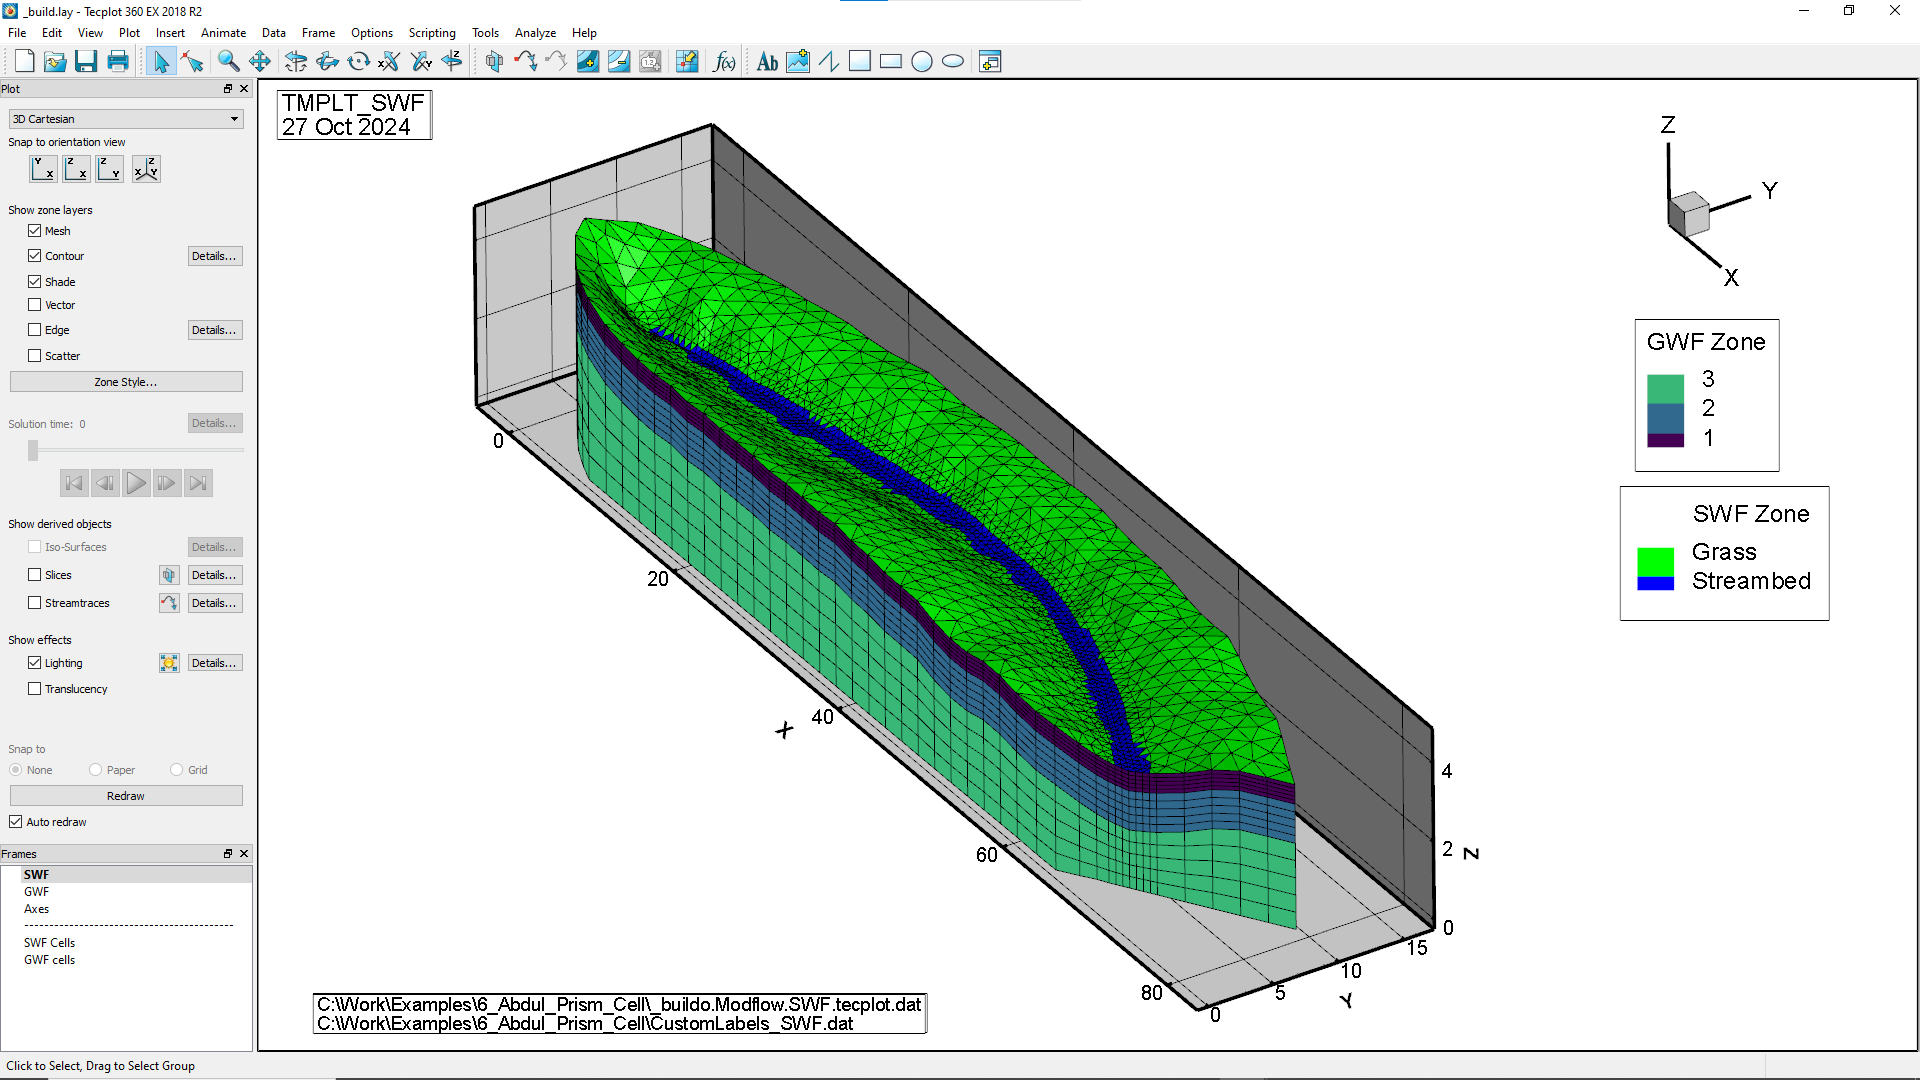 _build.lay - Tecplot 360 EX 2018 R2
File Edit View Plot Insert Animate Data Frame Options Scripting Tools Analyze Help
Plot
3D Cartesian
Snap to orientation view
Show zone layers
Mesh
Contour Details...
Shade
Vector
Edge Details...
Scatter
Zone Style...
Solution time: 0 Details...
Show derived objects
Iso-Surfaces Details...
Slices Details...
Streamtraces Details...
Show effects
Lighting Details...
Translucency
Snap to
None Paper Grid
Redraw
Auto redraw
Frames
SWF
GWF
Axes
SWF Cells
GWF cells
Click to Select, Drag to Select Group
TMPLT_SWF
27 Oct 2024
Z
Y
X
GWF Zone
3
2
1
SWF Zone
Grass
Streambed
0
20
40
60
80
X
0
5
10
15
Y
0
2
4
Z
C:\Work\Examples\6_Abdul_Prism_Cell\_buildo.Modflow.SWF.tecplot.dat
C:\Work\Examples\6_Abdul_Prism_Cell\CustomLabels_SWF.dat